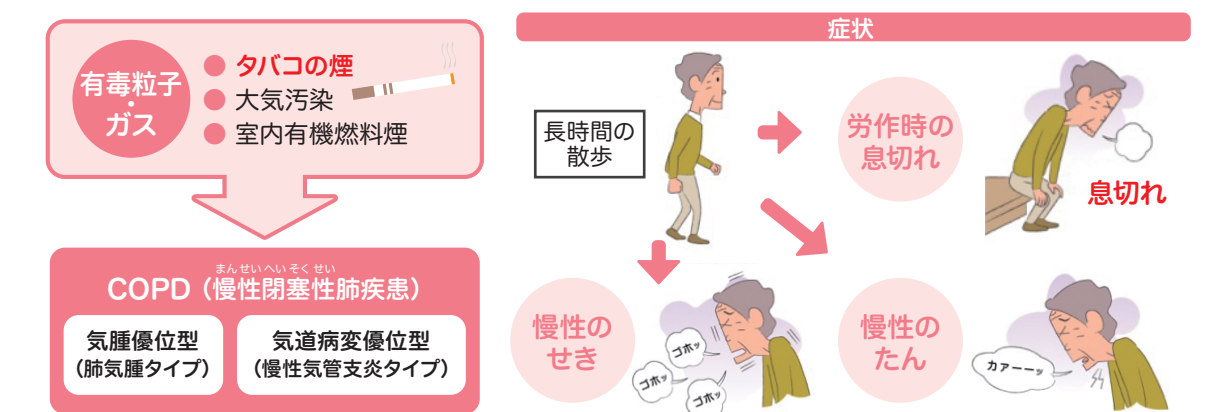 有毒粒子
・
ガス
● タバコの煙
● 大気汚染
● 室内有機燃料煙
まんせいへいそくせい
COPD（慢性閉塞性肺疾患）
気腫優位型
（肺気腫タイプ）
気道病変優位型
（慢性気管支炎タイプ）
症状
長時間の
散歩
労作時の
息切れ
息切れ
慢性の
せき
ゴホッ
ゴホッ
ゴホッ
慢性の
たん
カァーーッ